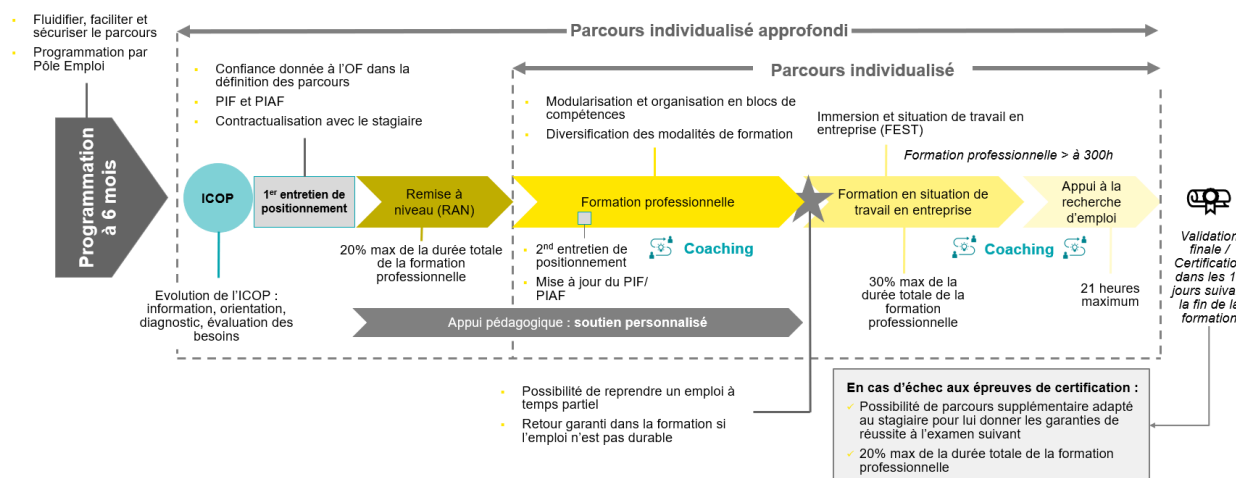 Fluidifier, faciliter et
sécuriser le parcours
Programmation par
Pôle Emploi
Programmation
à 6 mois
Parcours individualisé approfondi
Confiance donnée à l'OF dans la
définition des parcours
PIF et PIAF
Contractualisation avec le stagiaire
Parcours individualisé
Modularisation et organisation en blocs de
compétences
Diversification des modalités de formation
Immersion et situation de travail en
entreprise (FEST)
Formation professionnelle > à 300h
ICOP
1er entretien de
positionnement
Remise à
niveau (RAN)
Formation professionnelle
Formation en situation de
travail en entreprise
Appui à la
recherche
d'emploi
Evolution de l'ICOP :
information, orientation,
diagnostic, évaluation des
besoins
20% max de la durée totale
de la formation
professionnelle
2nd entretien de
positionnement
Mise à jour du PIF/
PIAF
Coaching
30% max de la
durée totale de la
formation
professionnelle
Coaching
21 heures
maximum
Validation
finale /
Certification
dans les 1
jours suiva
la fin de la
formation
Appui pédagogique : soutien personnalisé
Possibilité de reprendre un emploi à
temps partiel
Retour garanti dans la formation si
l'emploi n'est pas durable
En cas d'échec aux épreuves de certification :
Possibilité de parcours supplémentaire adapté
au stagiaire pour lui donner les garanties de
réussite à l'examen suivant
20% max de la durée totale de la formation
professionnelle